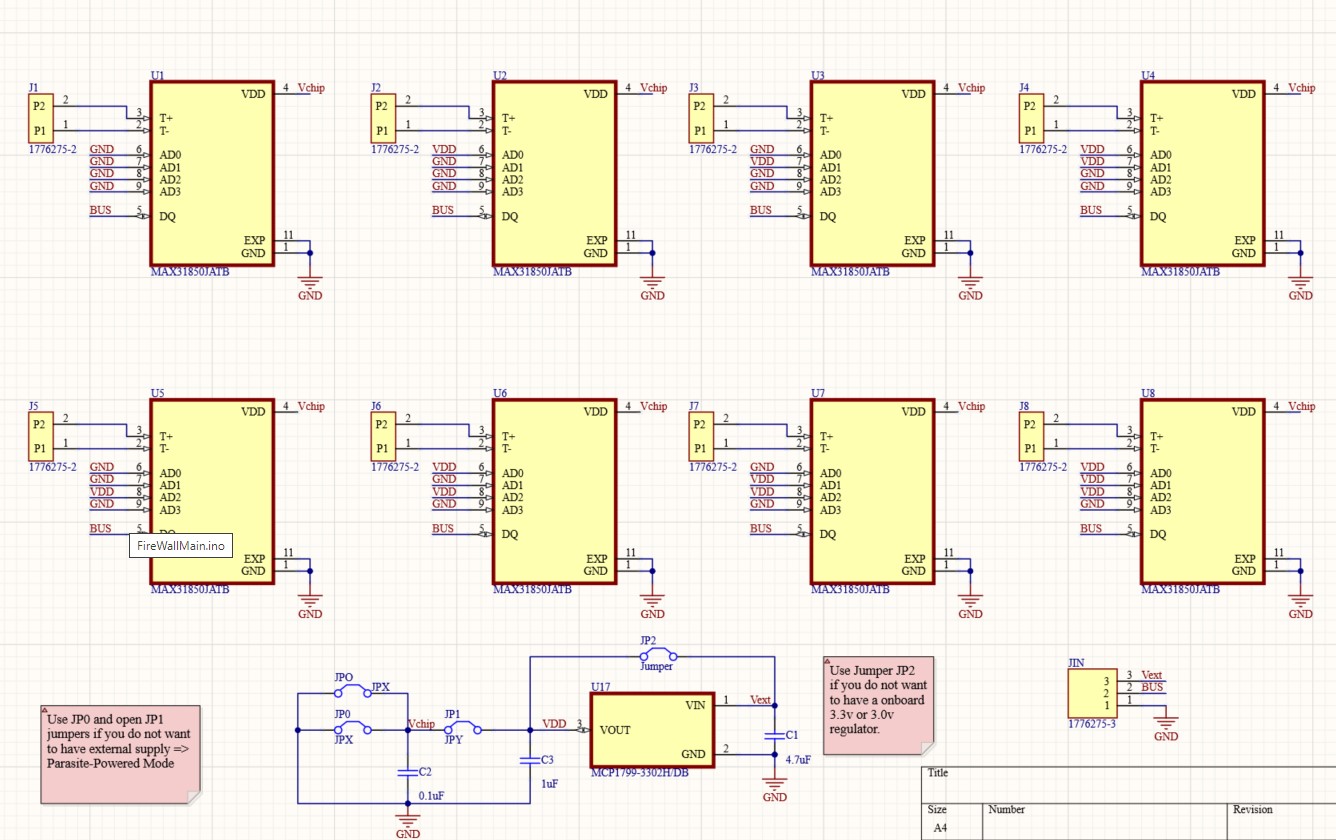 U1
J1
P2
P1
2
1
1776275-2
3
2
T+
T-
VDD
4
Vchip
GND 6 AD0
GND 7 AD1
GND 8 AD2
GND 9 AD3
BUS 5 DQ
EXP 11
GND 1
MAX31850JATB
GND
U2
J2
P2
P1
2
1
1776275-2
3
2
T+
T-
VDD
4
Vchip
VDD 6 AD0
GND 7 AD1
GND 8 AD2
GND 9 AD3
BUS 5 DQ
EXP 11
GND 1
MAX31850JATB
GND
U3
J3
P2
P1
2
1
1776275-2
3
2
T+
T-
VDD
4
Vchip
GND 6 AD0
VDD 7 AD1
GND 8 AD2
GND 9 AD3
BUS 5 DQ
EXP 11
GND 1
MAX31850JATB
GND
U4
J4
P2
P1
2
1
1776275-2
3
2
T+
T-
VDD
4
Vchip
VDD 6 AD0
VDD 7 AD1
GND 8 AD2
GND 9 AD3
BUS 5 DQ
EXP 11
GND 1
MAX31850JATB
GND
U5
J5
P2
P1
2
1
1776275-2
3
2
T+
T-
VDD
4
Vchip
GND 6 AD0
GND 7 AD1
VDD 8 AD2
GND 9 AD3
BUS 5
FireWallMain.ino
EXP 11
GND 1
MAX31850JATB
GND
U6
J6
P2
P1
2
1
1776275-2
3
2
T+
T-
VDD
4
Vchip
VDD 6 AD0
GND 7 AD1
VDD 8 AD2
GND 9 AD3
BUS 5 DQ
EXP 11
GND 1
MAX31850JATB
GND
U7
J7
P2
P1
2
1
1776275-2
3
2
T+
T-
VDD
4
Vchip
GND 6 AD0
VDD 7 AD1
VDD 8 AD2
GND 9 AD3
BUS 5 DQ
EXP 11
GND 1
MAX31850JATB
GND
U8
J8
P2
P1
2
1
1776275-2
3
2
T+
T-
VDD
4
Vchip
VDD 6 AD0
VDD 7 AD1
VDD 8 AD2
GND 9 AD3
BUS 5 DQ
EXP 11
GND 1
MAX31850JATB
GND
Use JP0 and open JP1
jumpers if you do not want
to have external supply =>
Parasite-Powered Mode
JPO
JPX
JP0
JPX
Vchip
JP1
JPY
C2
0.1uF
GND
C3
1uF
JP2
Jumper
U17
VDD 3 VOUT
VIN 1 Vext
GND 2
MCP1799-3302H/DB
C1
4.7uF
GND
Use Jumper JP2
if you do not want
to have a onboard
3.3v or 3.0v
regulator.
JIN
3 3 Vext
2 2 BUS
1 1
1776275-3
GND
Title
Size
A4
Number
Revision